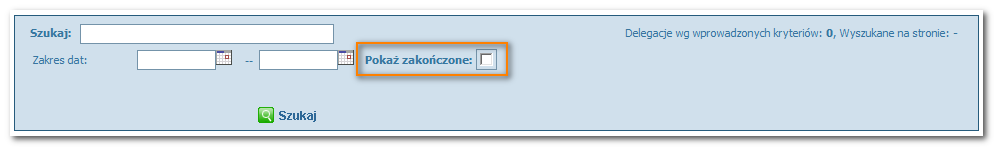 Szukaj: Delegacje wg wprowadzonych kryteriów: 0, Wyszukane na stronie: -
Zakres dat: -- Pokaż zakończone:
Szukaj